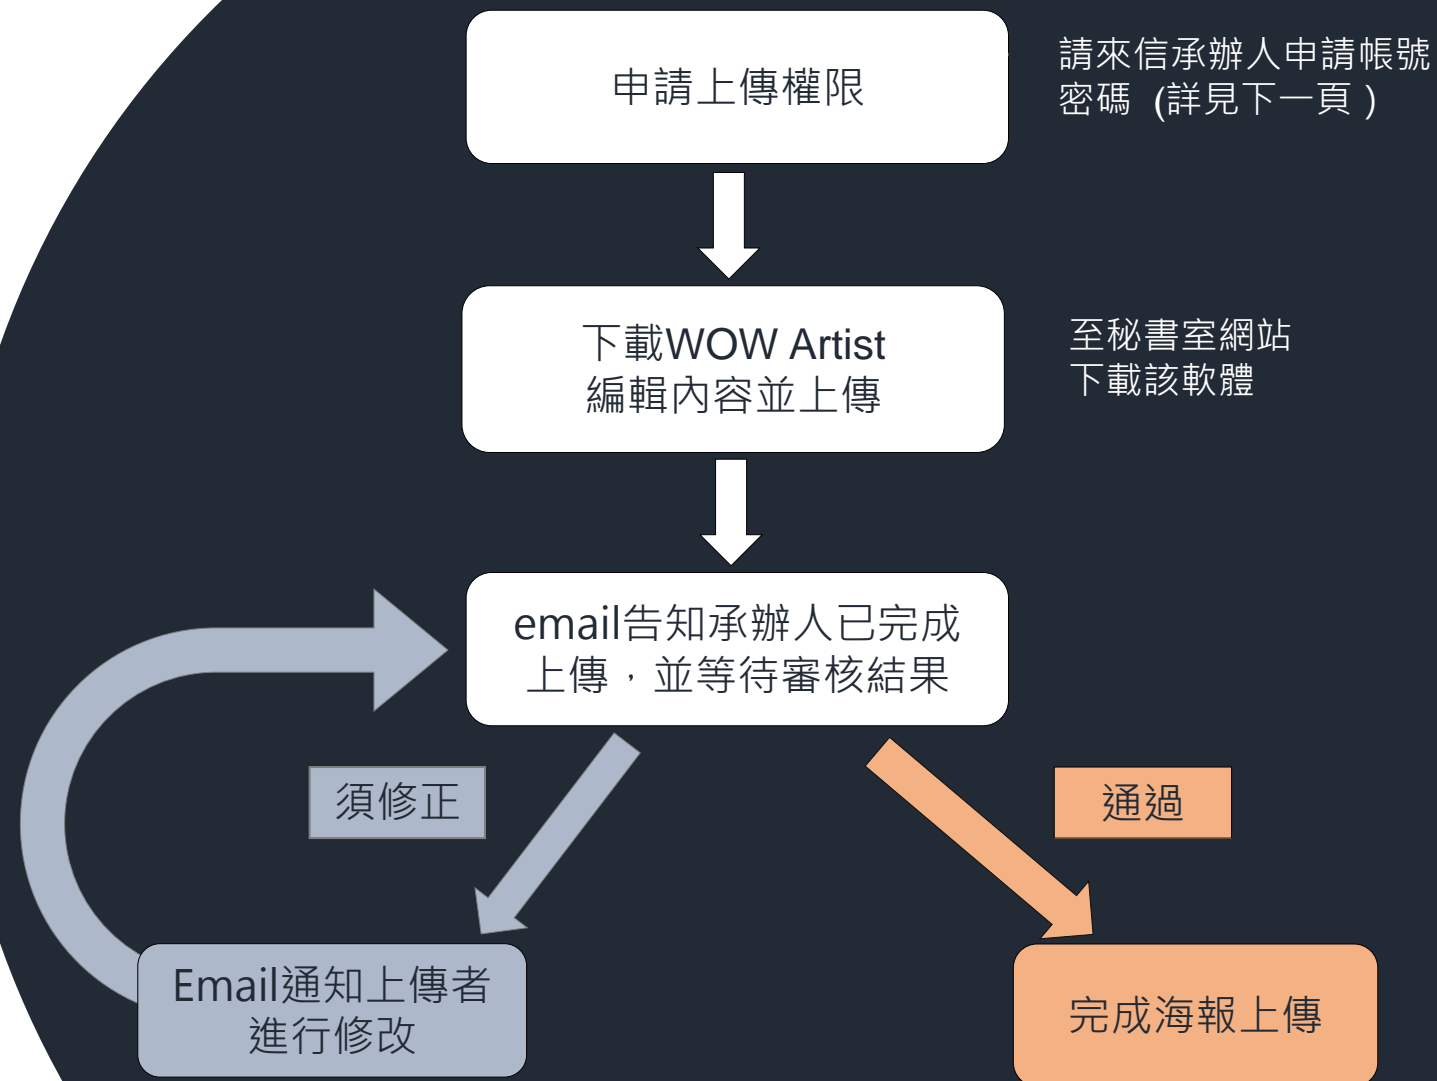 申請上傳權限
請來信承辦人申請帳號
密碼 (詳見下一頁)
下載WOW Artist
編輯內容並上傳
至秘書室網站
下載該軟體
email告知承辦人已完成
上傳，並等待審核結果
須修正
通過
Email通知上傳者
進行修改
完成海報上傳